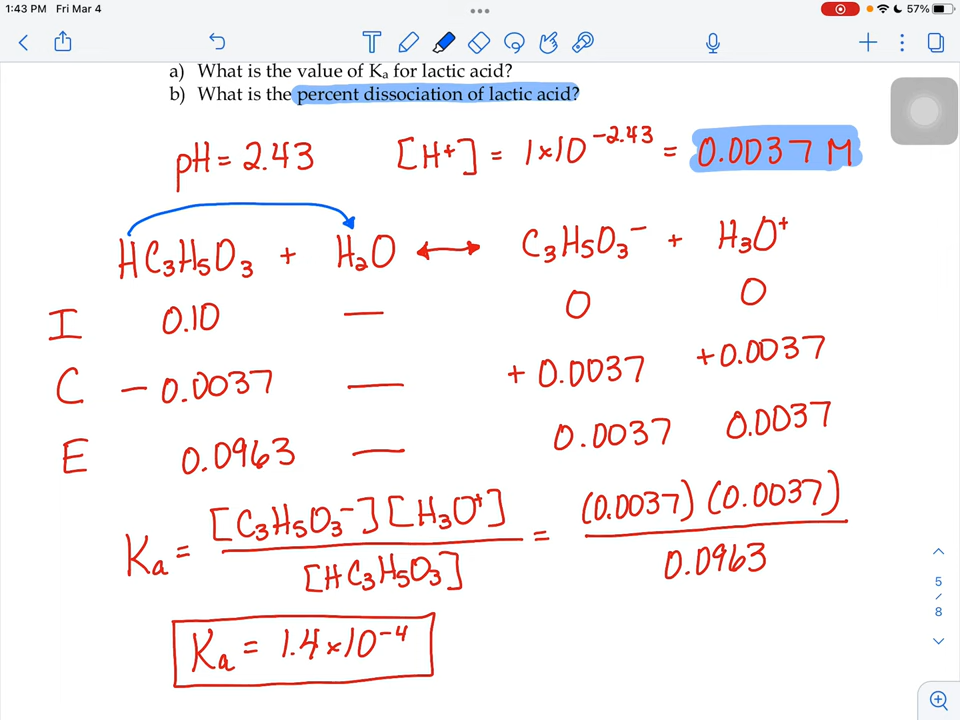 1:43 PM Fri Mar 4 57%
T
a) What is the value of Kₐ for lactic acid?
b) What is the percent dissociation of lactic acid?
pH = 2.43 [H⁺] = 1×10⁻²·⁴³ = 0.0037 M
HC₃H₅O₃ + H₂O ⟷ C₃H₅O₃⁻ + H₃O⁺
I 0.10 — 0 0
C – 0.0037 — + 0.0037 +0.0037
E 0.0963 — 0.0037 0.0037
Kₐ = [C₃H₅O₃⁻][H₃O⁺] / [HC₃H₅O₃] = (0.0037)(0.0037) / 0.0963
Kₐ = 1.4×10⁻⁴
5
/
8